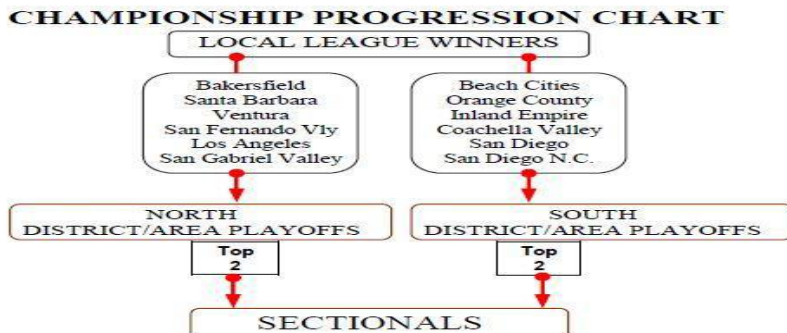 CHAMPIONSHIP PROGRESSION CHART
LOCAL LEAGUE WINNERS
Bakersfield
Santa Barbara
Ventura
San Fernando Vly
Los Angeles
San Gabriel Valley
Beach Cities
Orange County
Inland Empire
Coachella Valley
San Diego
San Diego N.C.
NORTH
DISTRICT/AREA PLAYOFFS
SOUTH
DISTRICT/AREA PLAYOFFS
Top
2
Top
2
SECTIONALS